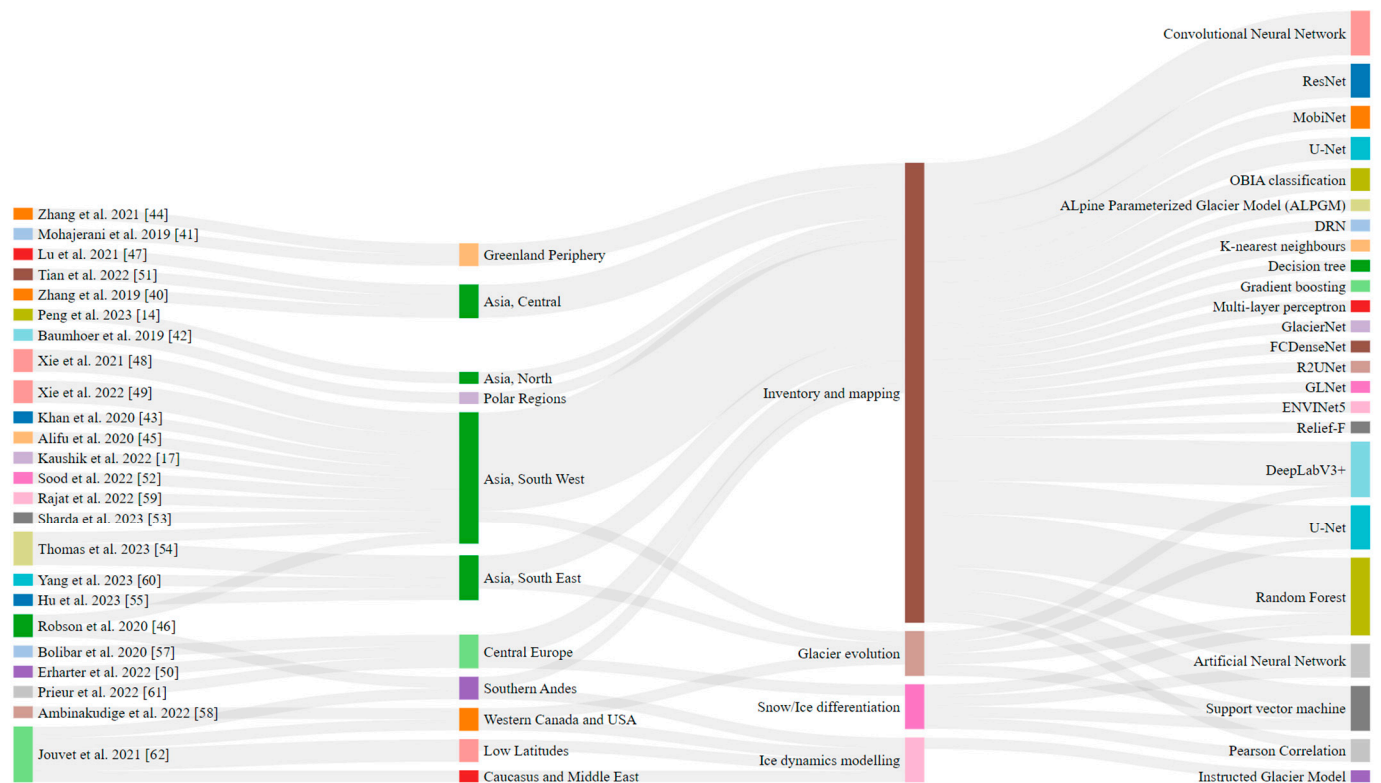 Zhang et al. 2021 [44]
Mohajerani et al. 2019 [41]
Lu et al. 2021 [47]
Tian et al. 2022 [51]
Zhang et al. 2019 [40]
Peng et al. 2023 [14]
Baumhoer et al. 2019 [42]
Xie et al. 2021 [48]
Xie et al. 2022 [49]
Khan et al. 2020 [43]
Alifu et al. 2020 [45]
Kaushik et al. 2022 [17]
Sood et al. 2022 [52]
Rajat et al. 2022 [59]
Sharda et al. 2023 [53]
Thomas et al. 2023 [54]
Yang et al. 2023 [60]
Hu et al. 2023 [55]
Robson et al. 2020 [46]
Bolibar et al. 2020 [57]
Erharter et al. 2022 [50]
Prieur et al. 2022 [61]
Ambinakudige et al. 2022 [58]
Jouvet et al. 2021 [62]
Greenland Periphery
Asia, Central
Asia, North
Polar Regions
Asia, South West
Asia, South East
Central Europe
Southern Andes
Western Canada and USA
Low Latitudes
Caucasus and Middle East
Inventory and mapping
Glacier evolution
Snow/Ice differentiation
Ice dynamics modelling
Convolutional Neural Network
ResNet
MobiNet
U-Net
OBIA classification
ALpine Parameterized Glacier Model (ALPGM)
DRN
K-nearest neighbours
Decision tree
Gradient boosting
Multi-layer perceptron
GlacierNet
FCDenseNet
R2UNet
GLNet
ENVINet5
Relief-F
DeepLabV3+
U-Net
Random Forest
Artificial Neural Network
Support vector machine
Pearson Correlation
Instructed Glacier Model